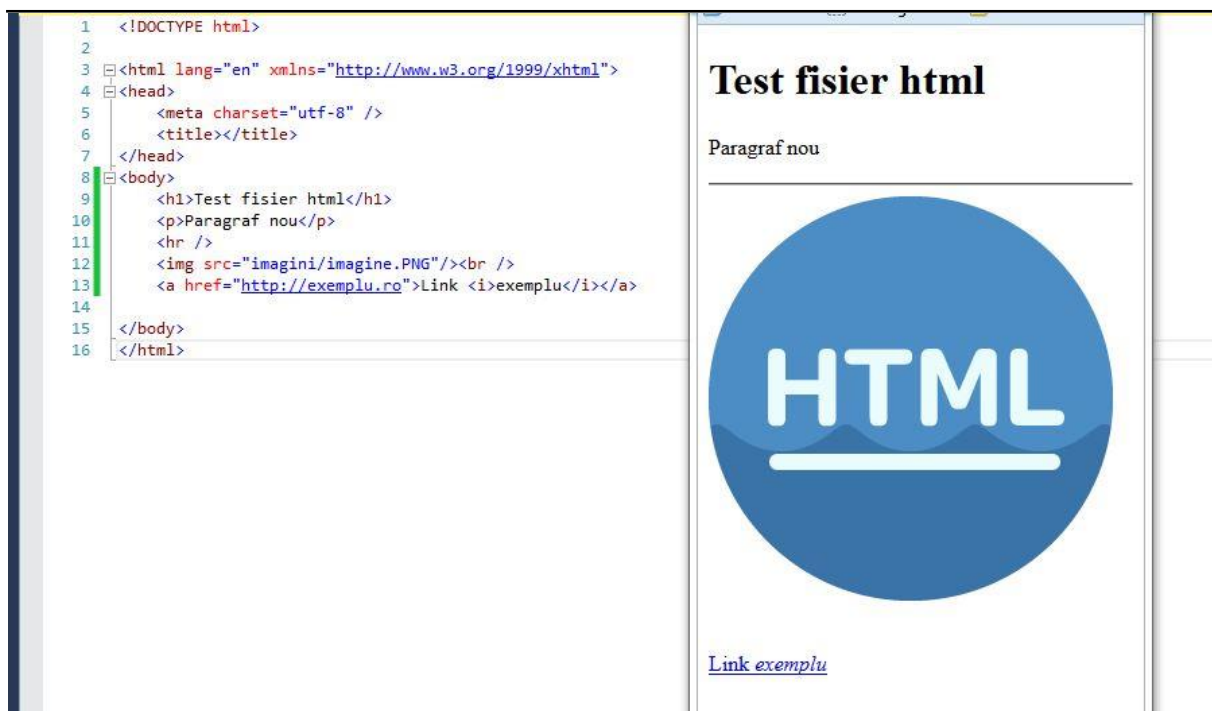 1 <!DOCTYPE html>
2
3 <html lang="en" xmlns="http://www.w3.org/1999/xhtml">
4 <head>
5 <meta charset="utf-8" />
6 <title></title>
7 </head>
8 <body>
9 <h1>Test fisier html</h1>
10 <p>Paragraf nou</p>
11 <hr />
12 <img src="imagini/imagine.PNG"/><br />
13 <a href="http://exemplu.ro">Link <i>exemplu</i></a>
14
15 </body>
16 </html>
Test fisier html
Paragraf nou
HTML
Link exemplu